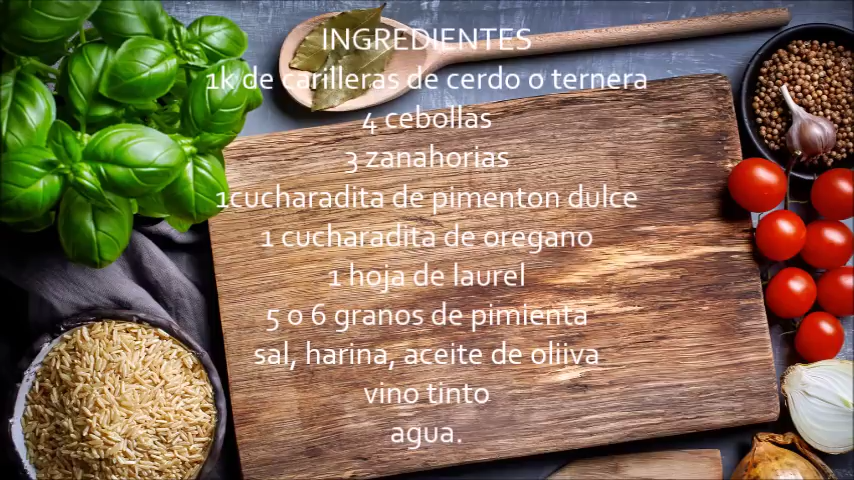 INGREDIENTES
1k de carilleras de cerdo o ternera
4 cebollas
3 zanahorias
1cucharadita de pimenton dulce
1 cucharadita de oregano
1 hoja de laurel
5 o 6 granos de pimienta
sal, harina, aceite de oliiva
vino tinto
agua.